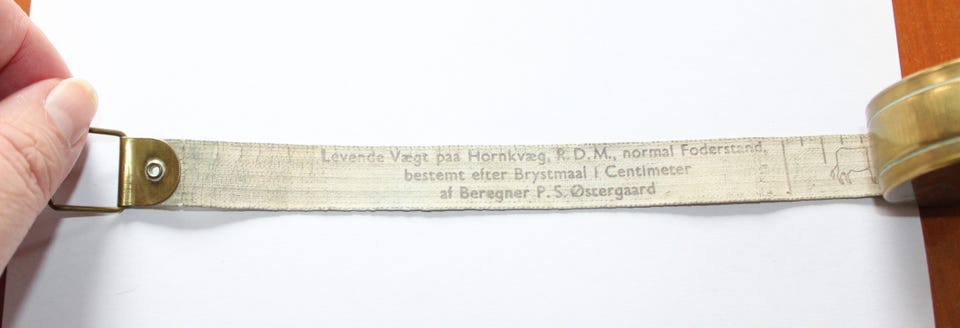 Levende Vægt paa Hornkvæg, R. D. M., normal Foderstand,
bestemt efter Brystmaal i Centimeter
af Beregner P. S. Østergaard